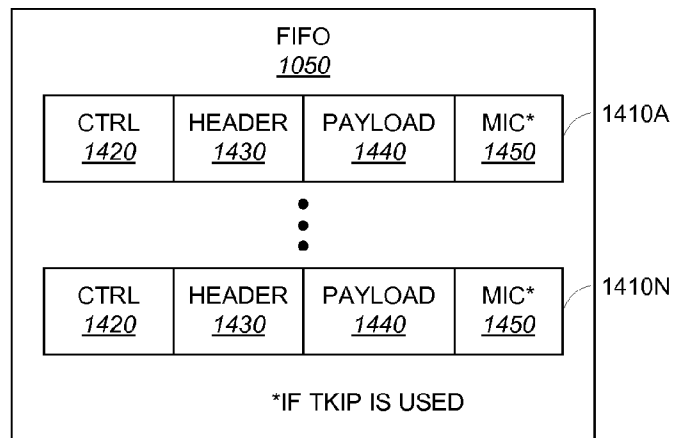 FIFO
1050
CTRL HEADER PAYLOAD MIC*
1420 1430 1440 1450
1410A
CTRL HEADER PAYLOAD MIC*
1420 1430 1440 1450
1410N
*IF TKIP IS USED